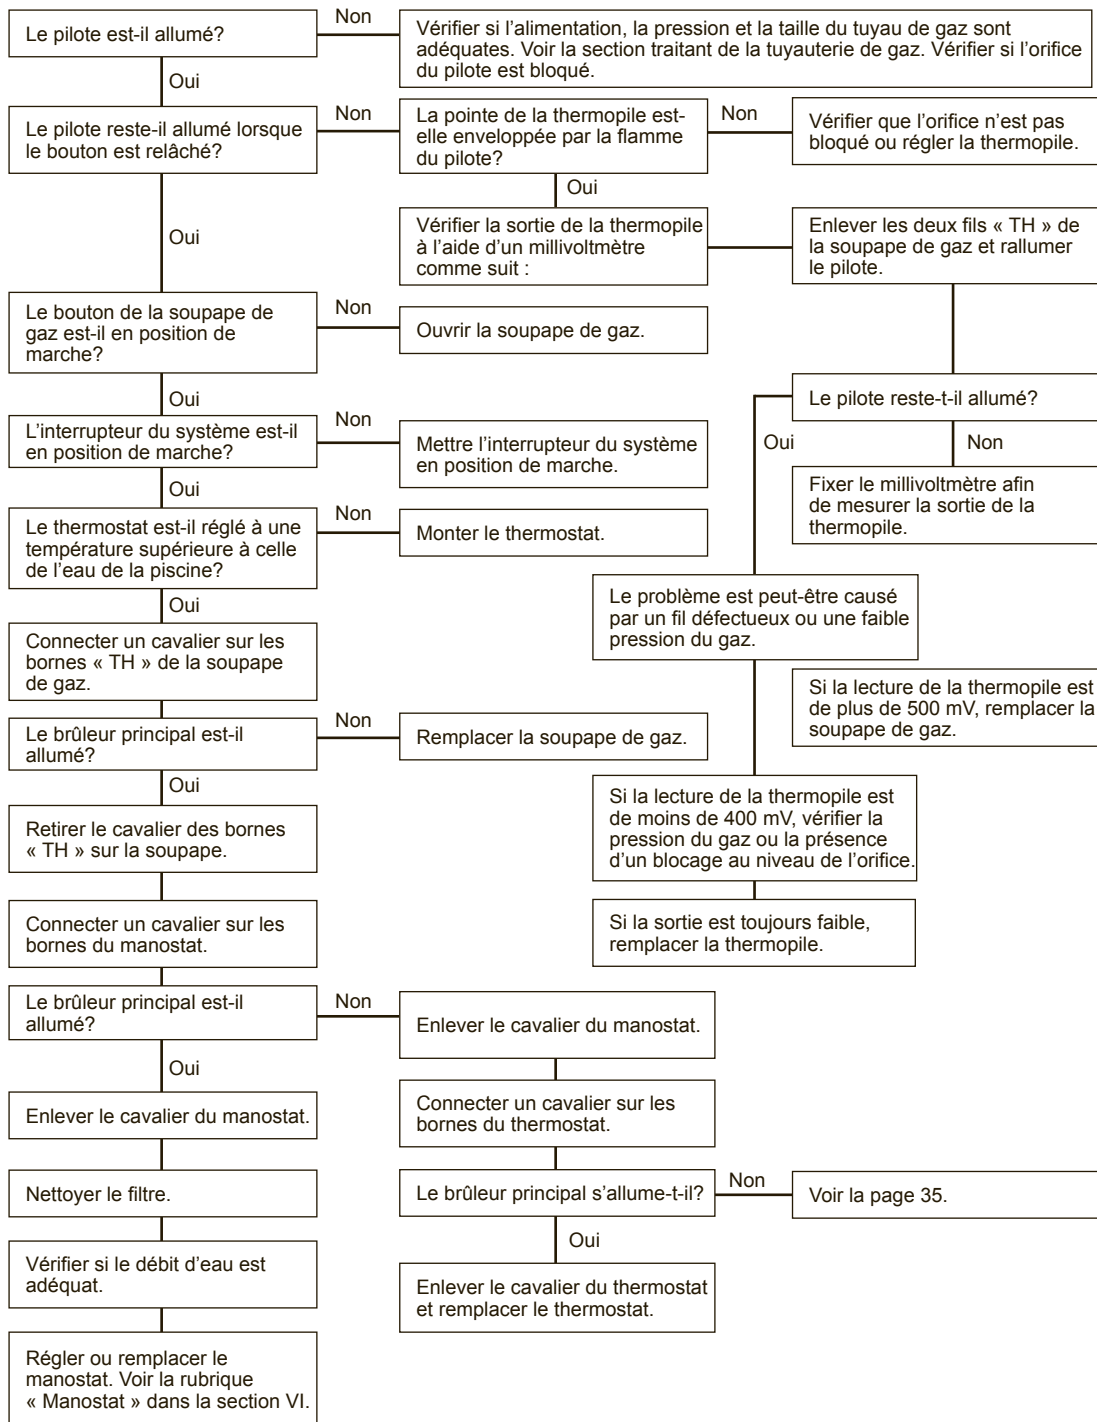 Le pilote est-il allumé?
Non
Vérifier si l'alimentation, la pression et la taille du tuyau de gaz sont
adéquates. Voir la section traitant de la tuyauterie de gaz. Vérifier si l'orifice
du pilote est bloqué.
Oui
Le pilote reste-il allumé lorsque
le bouton est relâché?
Non
La pointe de la thermopile est-
elle enveloppée par la flamme
du pilote?
Non
Vérifier que l'orifice n'est pas
bloqué ou régler la thermopile.
Oui
Oui
Vérifier la sortie de la thermopile
à l'aide d'un millivoltmètre
comme suit :
Enlever les deux fils « TH » de
la soupape de gaz et rallumer
le pilote.
Le bouton de la soupape de
gaz est-il en position de
marche?
Non
Ouvrir la soupape de gaz.
Oui
Le pilote reste-t-il allumé?
L'interrupteur du système est-il
en position de marche?
Non
Mettre l'interrupteur du système
en position de marche.
Oui
Non
Oui
Fixer le millivoltmètre afin
de mesurer la sortie de la
thermopile.
Le thermostat est-il réglé à une
température supérieure à celle
de l'eau de la piscine?
Non
Monter le thermostat.
Oui
Le problème est peut-être causé
par un fil défectueux ou une faible
pression du gaz.
Connecter un cavalier sur les
bornes « TH » de la soupape
de gaz.
Si la lecture de la thermopile est
de plus de 500 mV, remplacer la
soupape de gaz.
Le brûleur principal est-il
allumé?
Non
Remplacer la soupape de gaz.
Oui
Si la lecture de la thermopile est
de moins de 400 mV, vérifier la
pression du gaz ou la présence
d'un blocage au niveau de l'orifice.
Retirer le cavalier des bornes
« TH » sur la soupape.
Connecter un cavalier sur les
bornes du manostat.
Si la sortie est toujours faible,
remplacer la thermopile.
Le brûleur principal est-il
allumé?
Non
Enlever le cavalier du manostat.
Oui
Connecter un cavalier sur les
bornes du thermostat.
Enlever le cavalier du manostat.
Nettoyer le filtre.
Le brûleur principal s'allume-t-il?
Non
Voir la page 35.
Oui
Vérifier si le débit d'eau est
adéquat.
Enlever le cavalier du thermostat
et remplacer le thermostat.
Régler ou remplacer le
manostat. Voir la rubrique
« Manostat » dans la section VI.